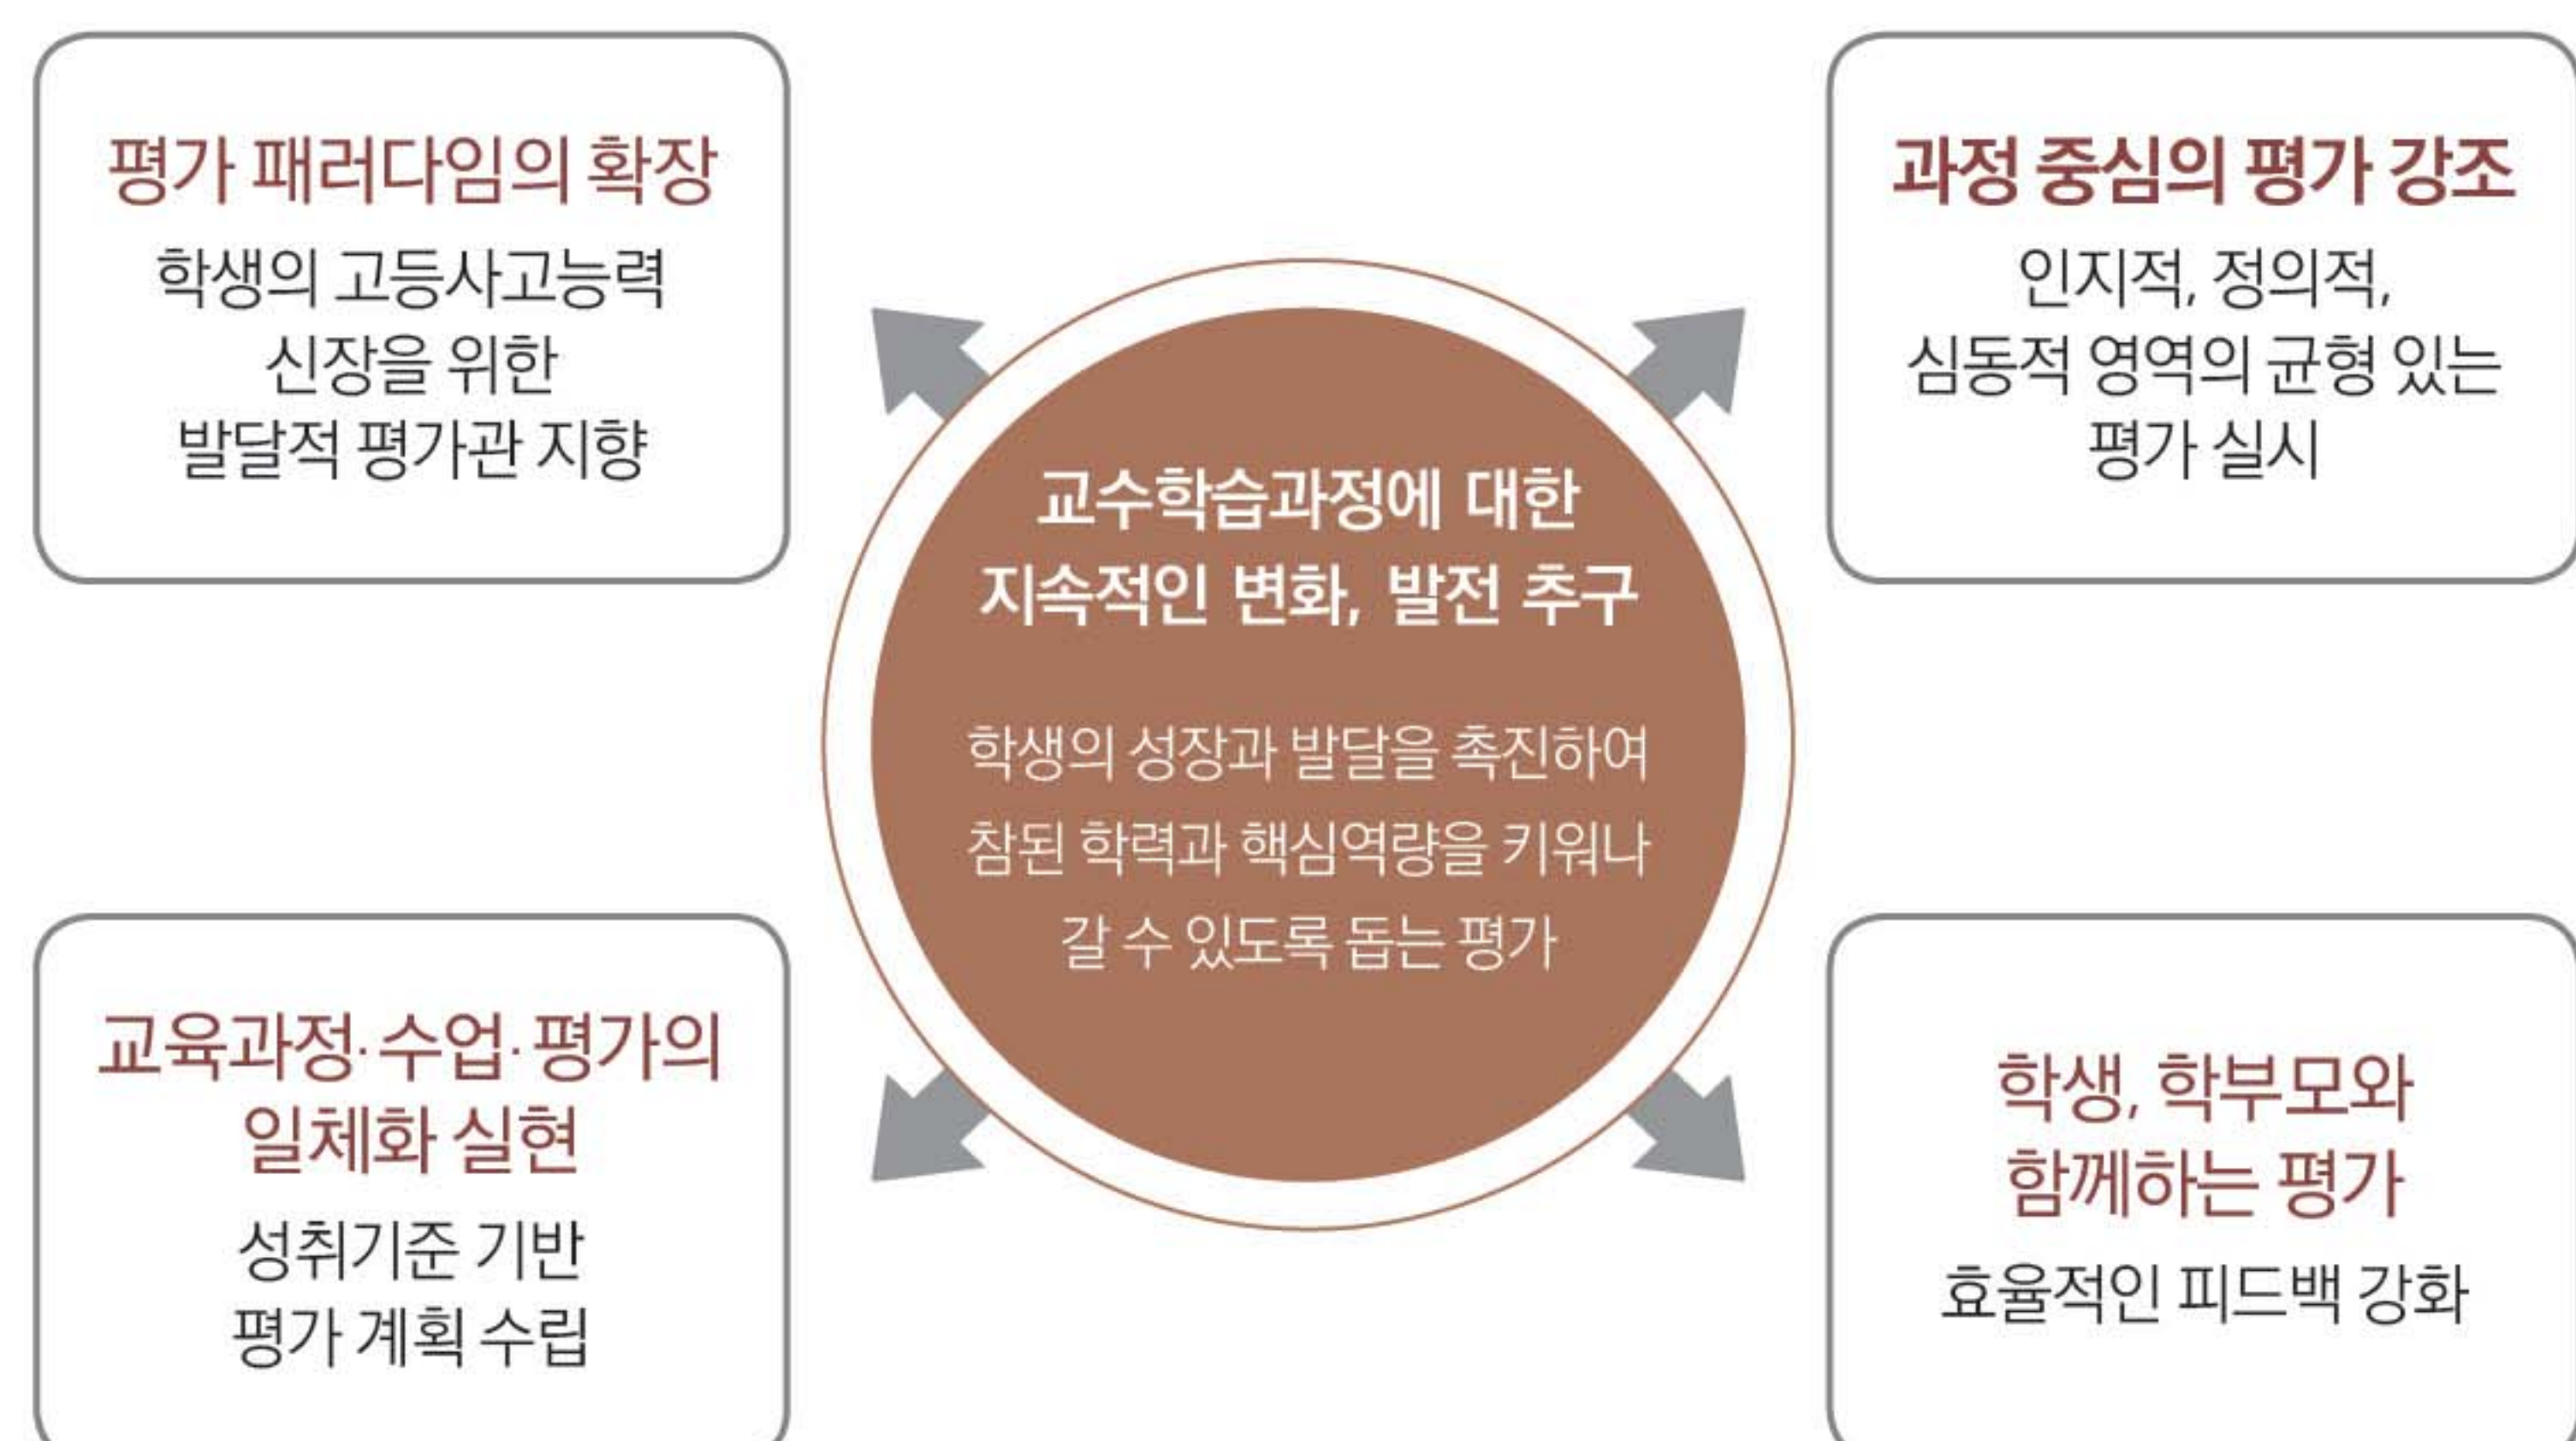 평가 패러다임의 확장
학생의 고등사고능력
신장을 위한
발달적 평가관 지향
과정 중심의 평가 강조
인지적, 정의적,
심동적 영역의 균형 있는
평가 실시
교수학습과정에 대한
지속적인 변화, 발전 추구
학생의 성장과 발달을 촉진하여
참된 학력과 핵심역량을 키워나
갈 수 있도록 돕는 평가
교육과정·수업·평가의
일체화 실현
성취기준 기반
평가 계획 수립
학생, 학부모와
함께하는 평가
효율적인 피드백 강화